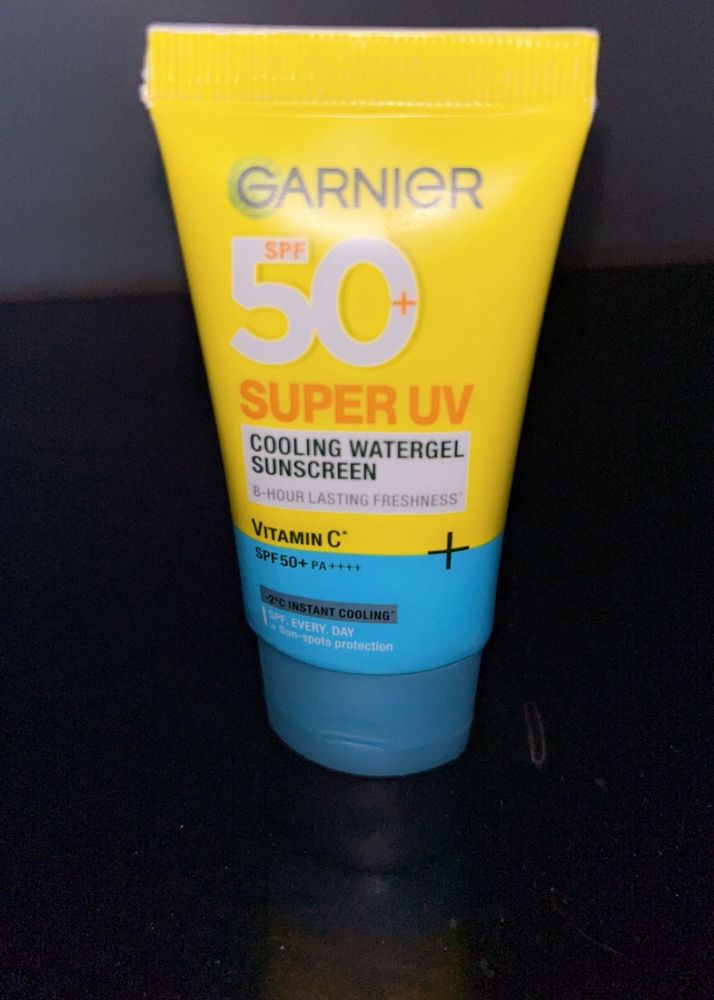 GARNIER
SPF
50+
SUPER UV
COOLING WATERGEL
SUNSCREEN
8-HOUR LASTING FRESHNESS*
VITAMIN C*
+
SPF50+ PA++++
-2°C INSTANT COOLING*
SPF. EVERY. DAY
+ Sun-spots protection